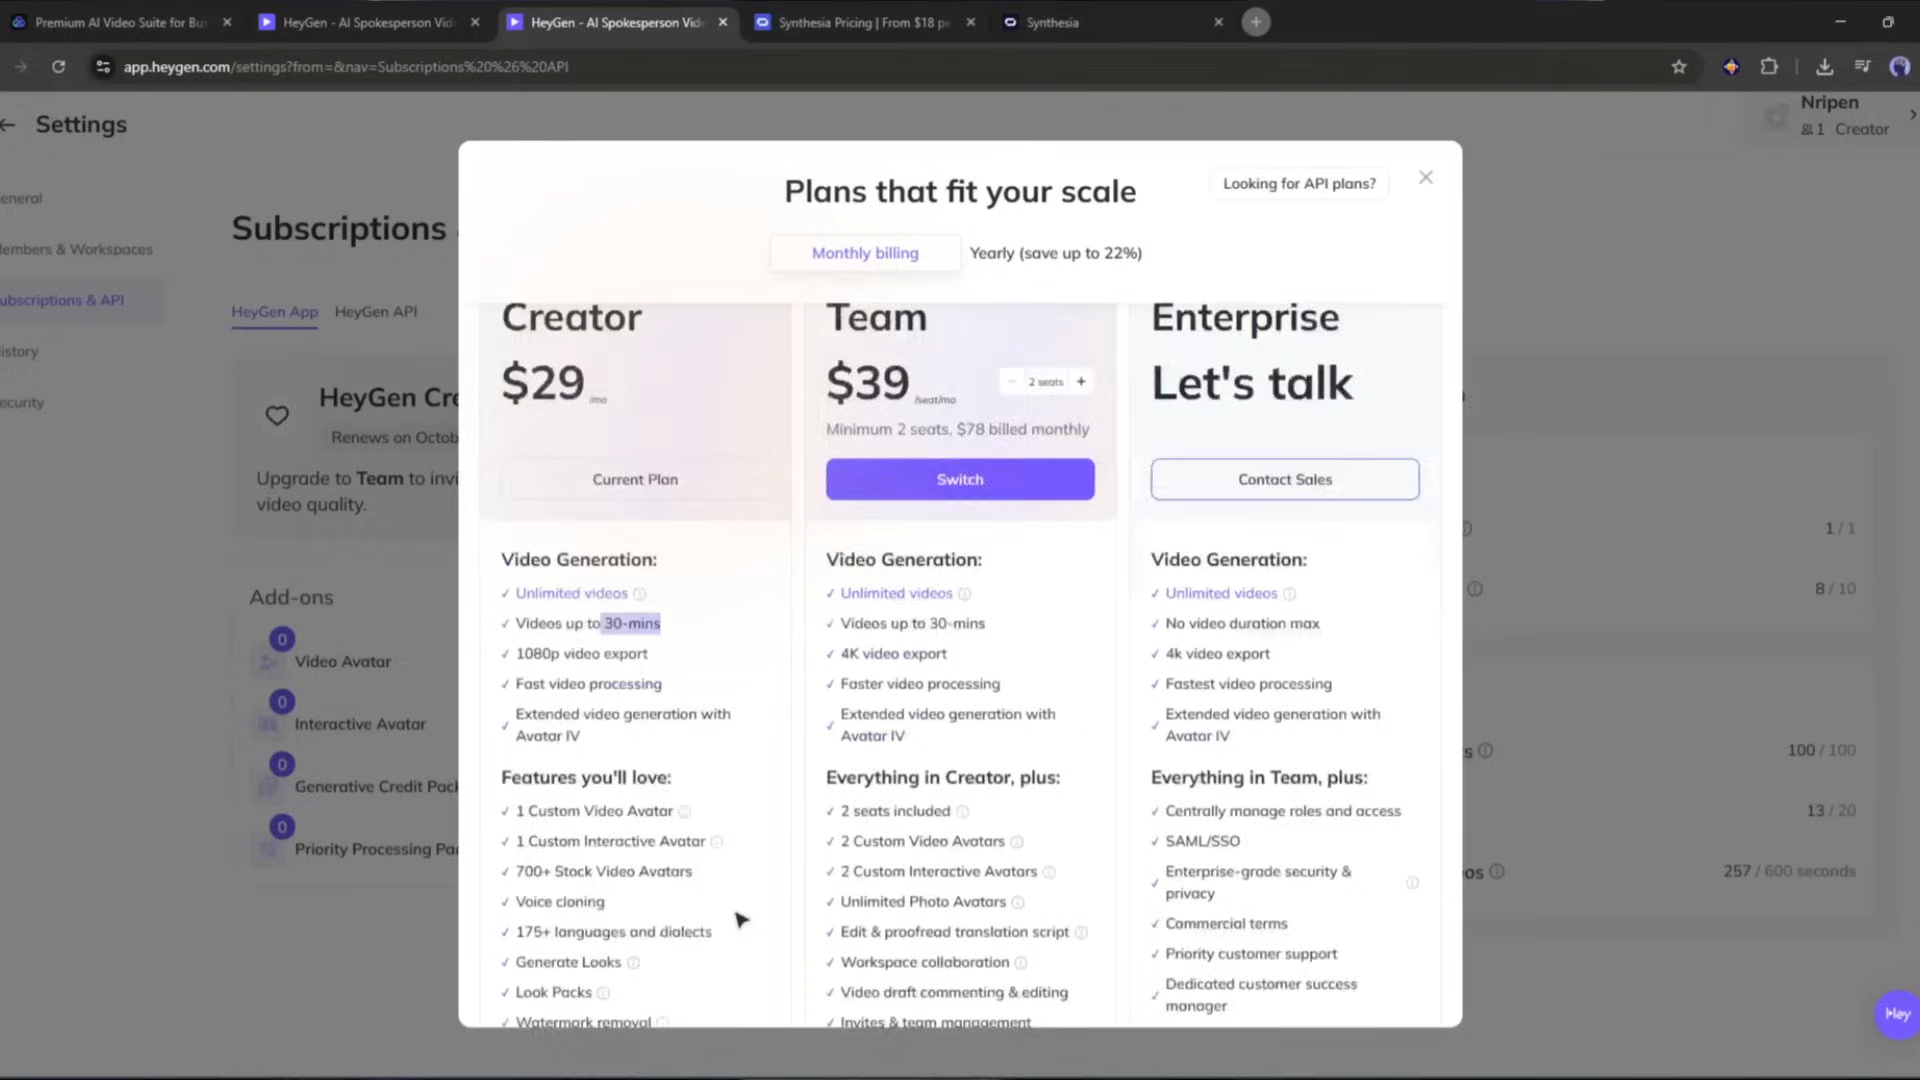 Premium AI Video Suite for Bu
HeyGen - AI Spokesperson Vid
HeyGen - AI Spokesperson Vid
Synthesia Pricing | From $18 pe
Synthesia
app.heygen.com/settings?from=&nav=Subscriptions%20%26%20API
Settings
Nripen
1 Creator
eneral
embers & Workspaces
ubscriptions & API
istory
ecurity
Subscriptions
HeyGen App
HeyGen API
HeyGen Cre
Renews on Octob
Upgrade to Team to invi
video quality.
Add-ons
0
Video Avatar
0
Interactive Avatar
0
Generative Credit Pack
0
Priority Processing Pac
Plans that fit your scale
Looking for API plans?
Monthly billing
Yearly (save up to 22%)
Creator
$29 /mo
Current Plan
Video Generation:
✓ Unlimited videos
✓ Videos up to 30-mins
✓ 1080p video export
✓ Fast video processing
✓ Extended video generation with
Avatar IV
Features you'll love:
✓ 1 Custom Video Avatar
✓ 1 Custom Interactive Avatar
✓ 700+ Stock Video Avatars
✓ Voice cloning
✓ 175+ languages and dialects
✓ Generate Looks
✓ Look Packs
✓ Watermark removal
Team
$39 /seat/mo
− 2 seats +
Minimum 2 seats, $78 billed monthly
Switch
Video Generation:
✓ Unlimited videos
✓ Videos up to 30-mins
✓ 4K video export
✓ Faster video processing
✓ Extended video generation with
Avatar IV
Everything in Creator, plus:
✓ 2 seats included
✓ 2 Custom Video Avatars
✓ 2 Custom Interactive Avatars
✓ Unlimited Photo Avatars
✓ Edit & proofread translation script
✓ Workspace collaboration
✓ Video draft commenting & editing
✓ Invites & team management
Enterprise
Let's talk
Contact Sales
Video Generation:
✓ Unlimited videos
✓ No video duration max
✓ 4k video export
✓ Fastest video processing
✓ Extended video generation with
Avatar IV
Everything in Team, plus:
✓ Centrally manage roles and access
✓ SAML/SSO
✓ Enterprise-grade security &
privacy
✓ Commercial terms
✓ Priority customer support
✓ Dedicated customer success
manager
1 / 1
8 / 10
s
100 / 100
13 / 20
os
257 / 600 seconds
Hey